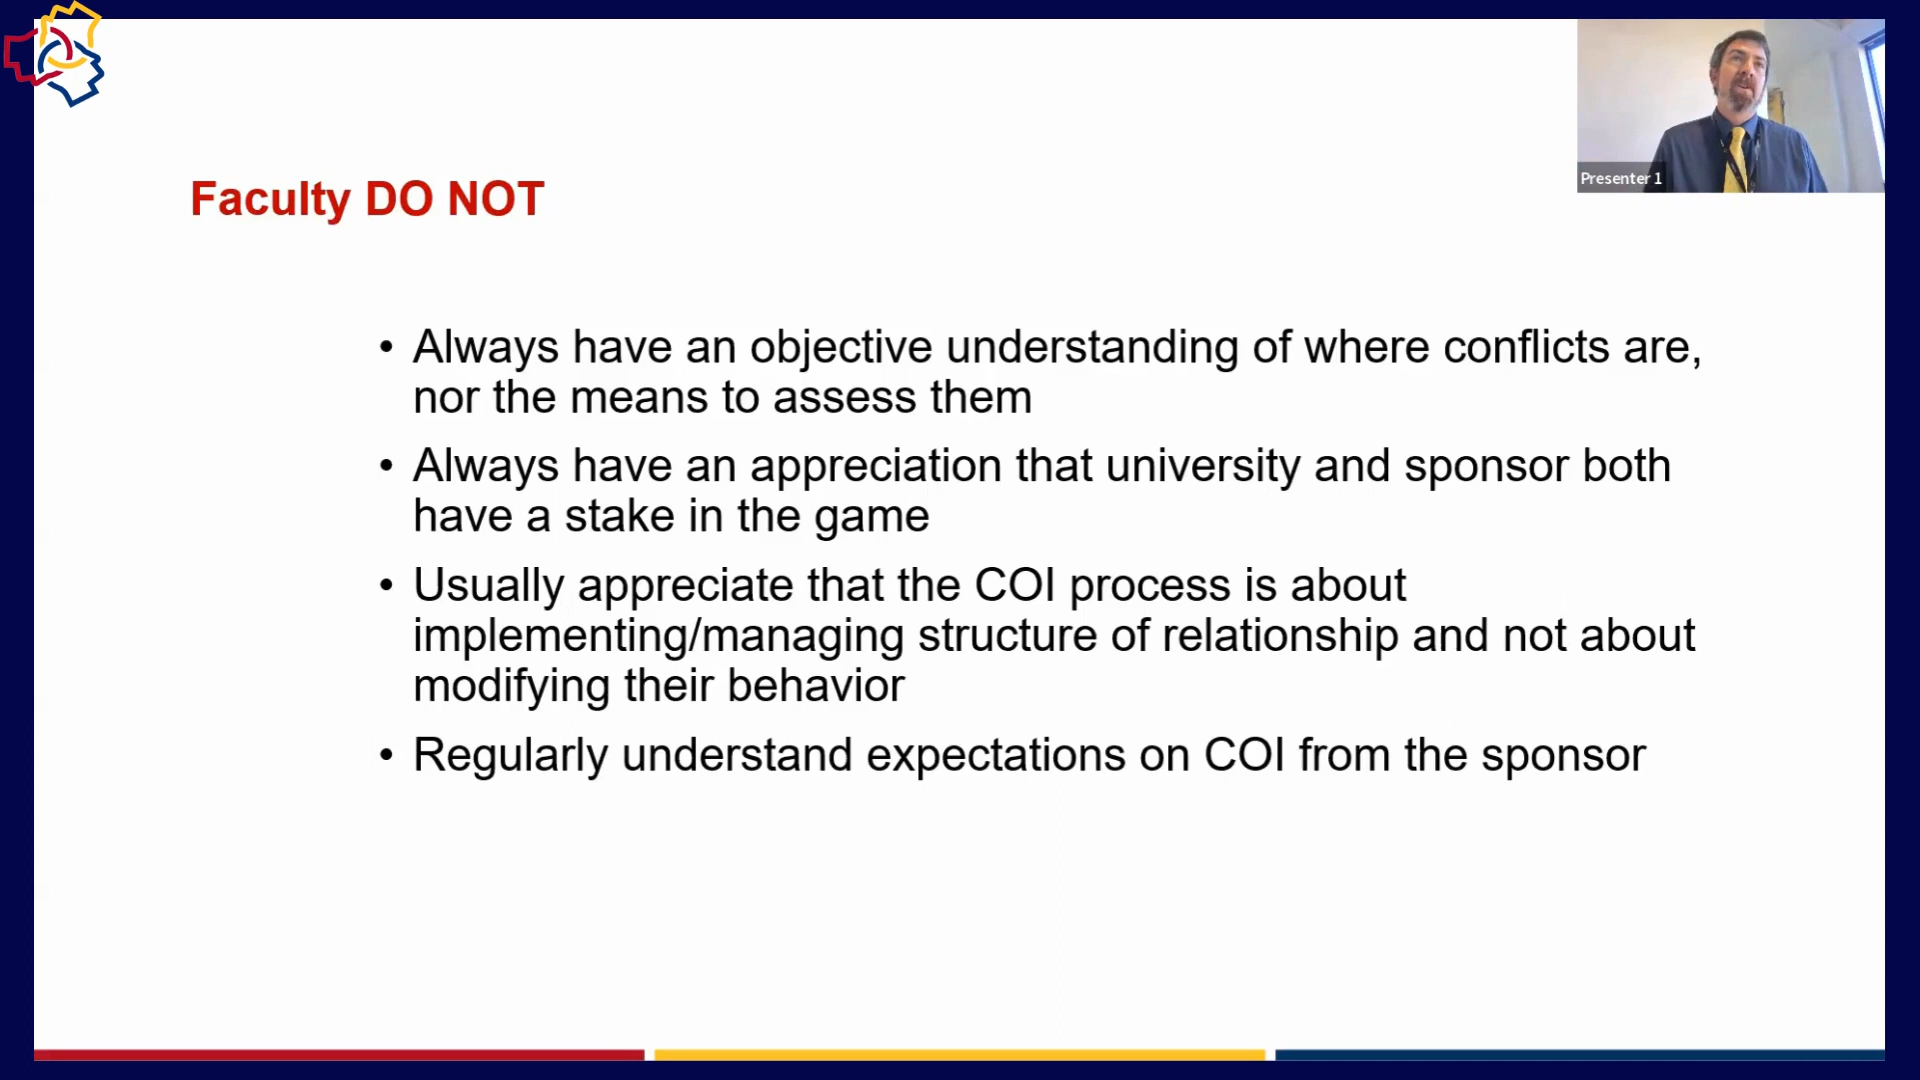 Presenter 1
Faculty DO NOT
• Always have an objective understanding of where conflicts are,
nor the means to assess them
• Always have an appreciation that university and sponsor both
have a stake in the game
• Usually appreciate that the COI process is about
implementing/managing structure of relationship and not about
modifying their behavior
• Regularly understand expectations on COI from the sponsor